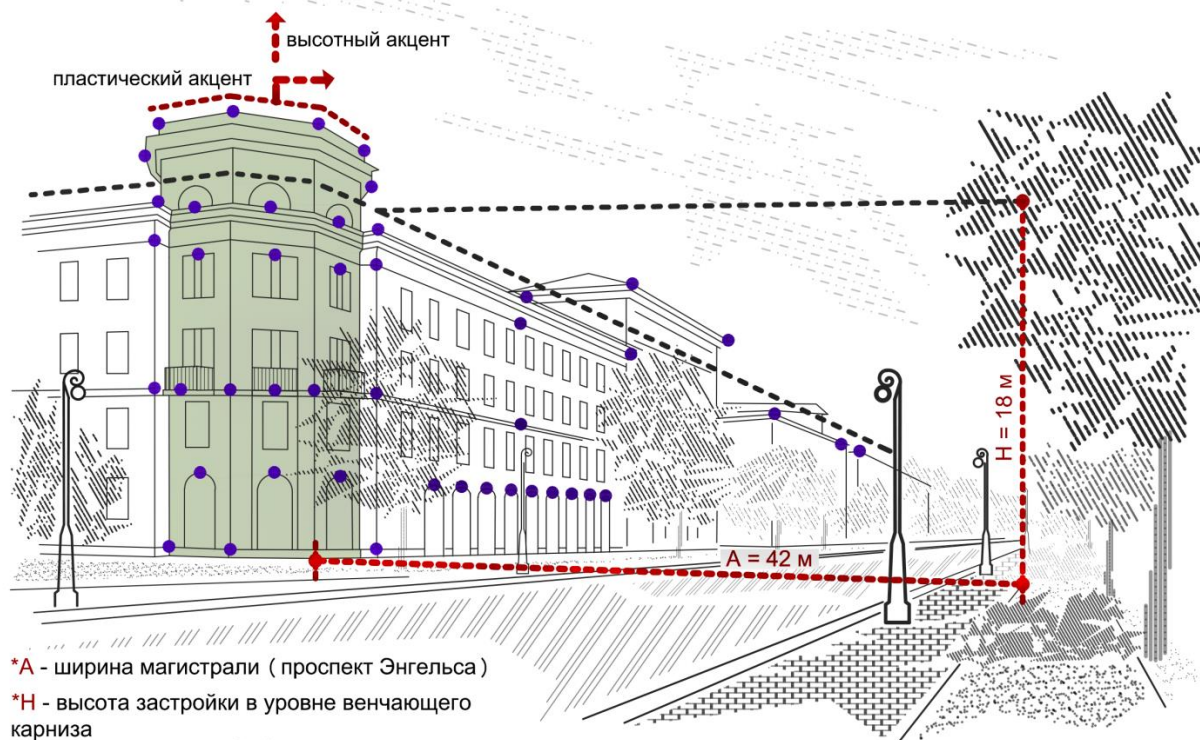 высотный акцент
пластический акцент
H = 18 м
A = 42 м
*А - ширина магистрали ( проспект Энгельса )
*Н - высота застройки в уровне венчающего
карниза